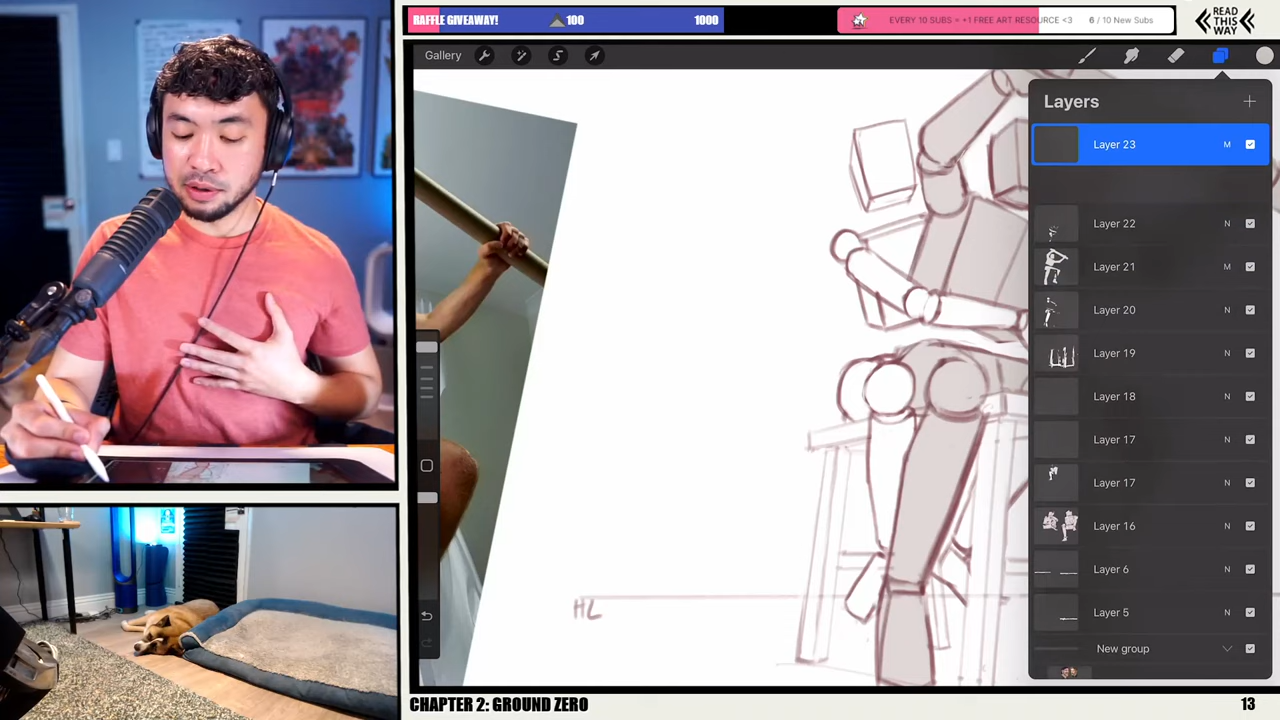 RAFFLE GIVEAWAY! 100 1000
EVERY 10 SUBS = +1 FREE ART RESOURCE <3 6 / 10 New Subs
READ
THIS
WAY
Gallery
Layers
Layer 23 M
Layer 22 N
Layer 21 M
Layer 20 N
Layer 19 N
Layer 18 N
Layer 17 N
Layer 17 N
Layer 16 N
Layer 6 N
Layer 5 N
New group
HL
CHAPTER 2: GROUND ZERO
13